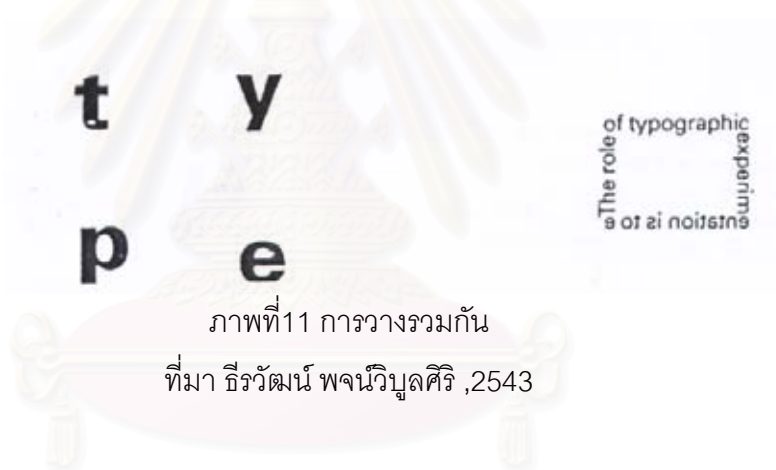 t y
p e
The role of typographic experimentation is to e
ภาพที่11 การวางรวมกัน
ที่มา ธีรวัฒน์ พจน์วิบูลศิริ ,2543